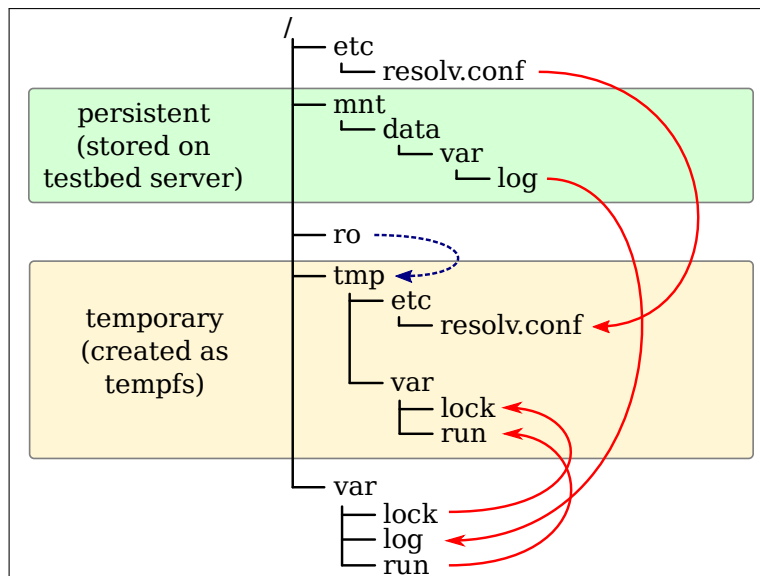 /
etc
resolv.conf
persistent
(stored on
testbed server)
mnt
data
var
log
ro
tmp
etc
resolv.conf
temporary
(created as
tempfs)
var
lock
run
var
lock
log
run